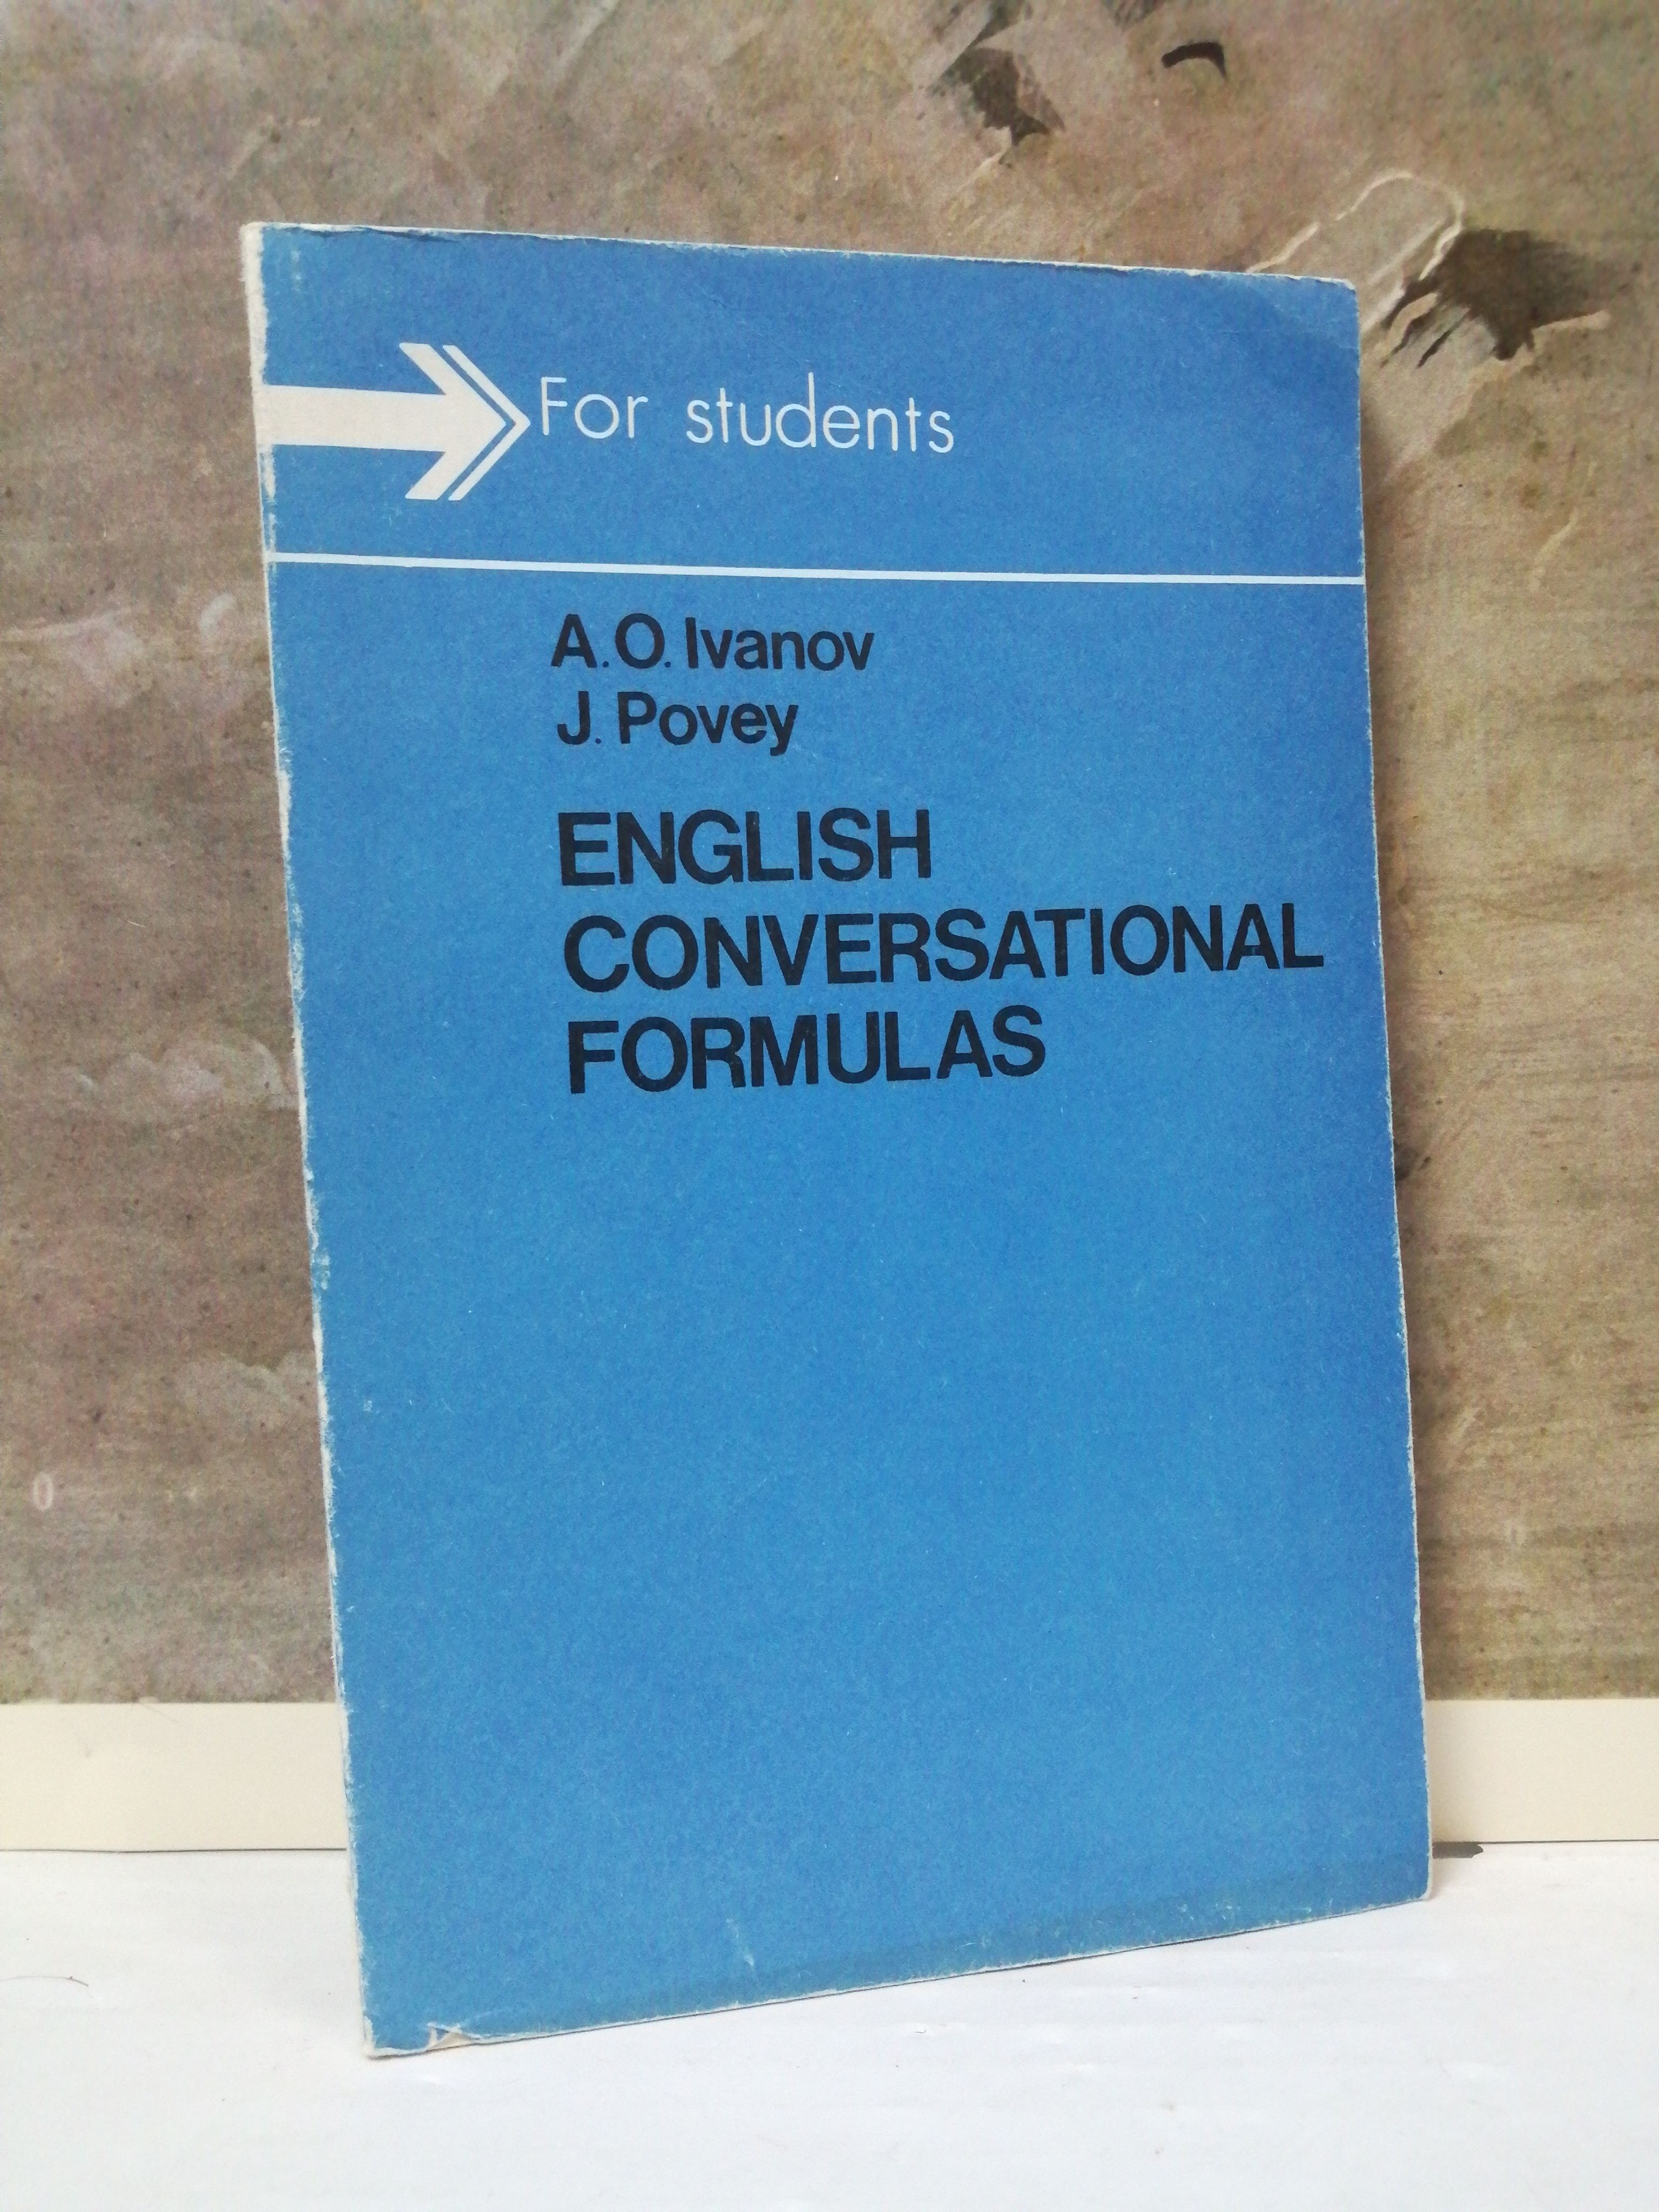 For students
A. O. Ivanov
J. Povey
ENGLISH
CONVERSATIONAL
FORMULAS